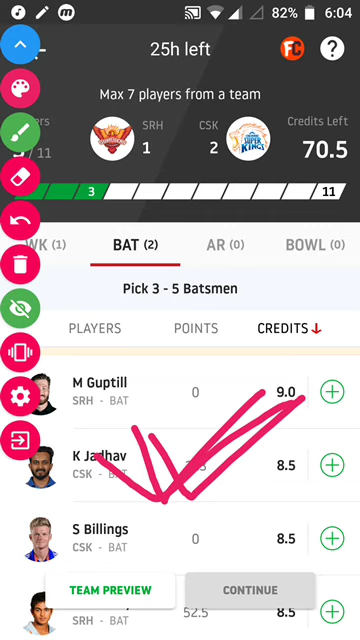 82% 6:04
25h left
FC ?
Max 7 players from a team
SRH CSK Credits Left
/ 11 1 2 70.5
3 11
WK (1) BAT (2) AR (0) BOWL (0)
Pick 3 - 5 Batsmen
PLAYERS POINTS CREDITS
M Guptill
SRH - BAT 0 9.0
K Jadhav
CSK - BAT 8.5
S Billings
CSK - BAT 0 8.5
TEAM PREVIEW CONTINUE
52.5 8.5